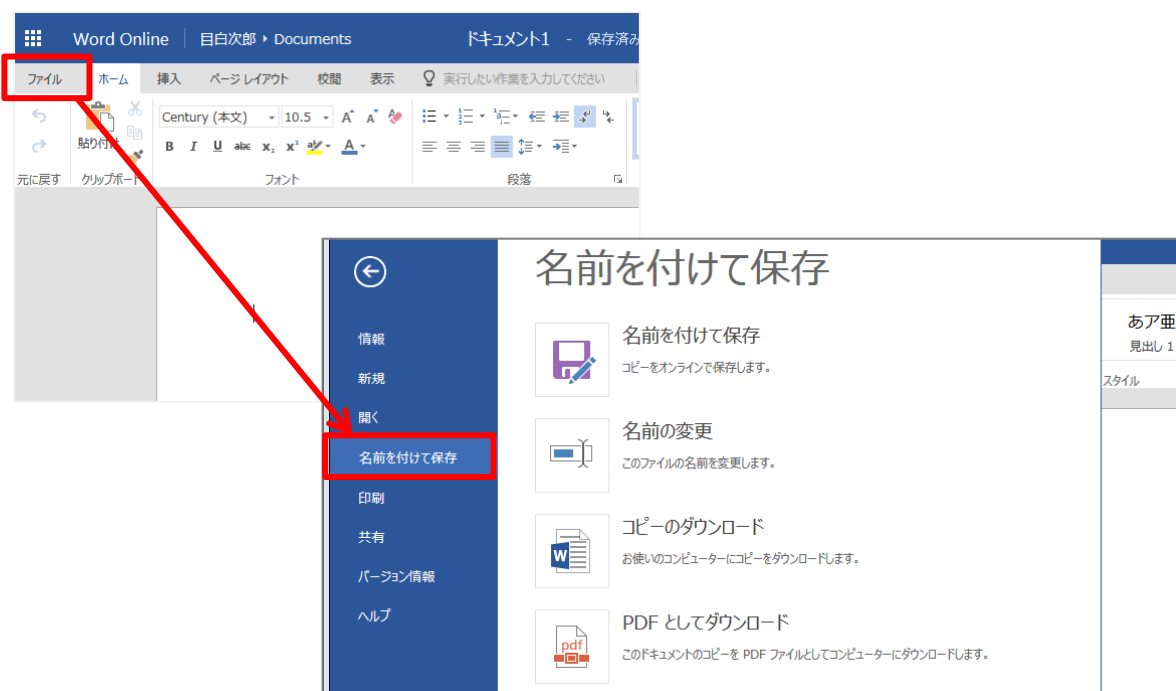 Word Online 目白次郎 › Documents ドキュメント1 - 保存済み
ファイル ホーム 挿入 ページ レイアウト 校閲 表示 実行したい作業を入力してください
Century (本文) 10.5
貼り付け
B I U abc x₂ x² A
元に戻す クリップボード フォント 段落
名前を付けて保存
情報
新規
開く
名前を付けて保存
印刷
共有
バージョン情報
ヘルプ
名前を付けて保存
コピーをオンラインで保存します。
名前の変更
このファイルの名前を変更します。
コピーのダウンロード
お使いのコンピューターにコピーをダウンロードします。
PDF としてダウンロード
このドキュメントのコピーを PDF ファイルとしてコンピューターにダウンロードします。
pdf
あア亜
見出し 1
スタイル